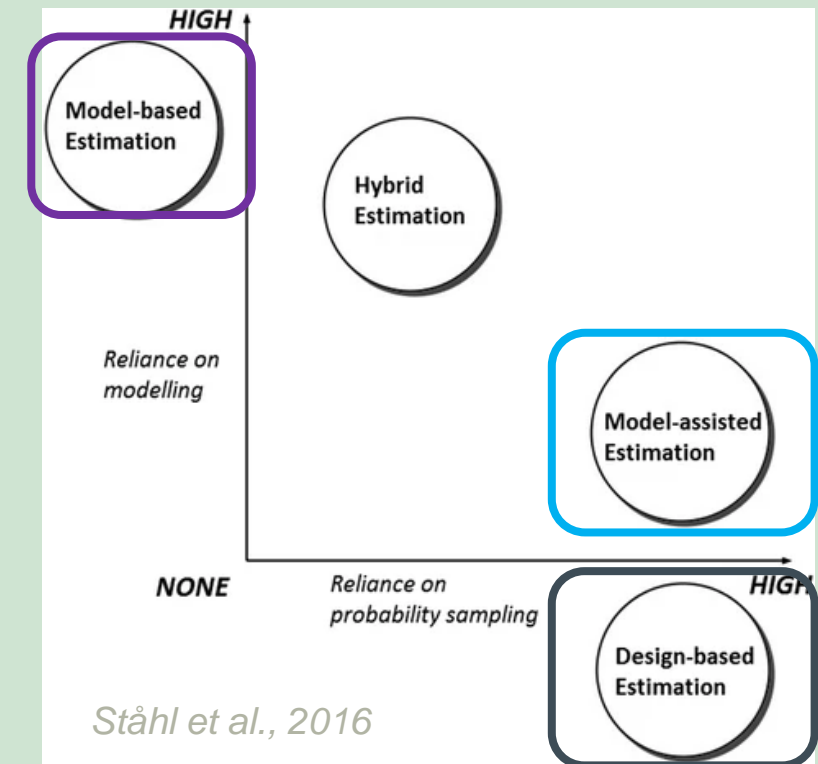 HIGH
Model-based
Estimation
Hybrid
Estimation
Reliance on
modelling
Model-assisted
Estimation
NONE
Reliance on
probability sampling
HIGH
Design-based
Estimation
Ståhl et al., 2016